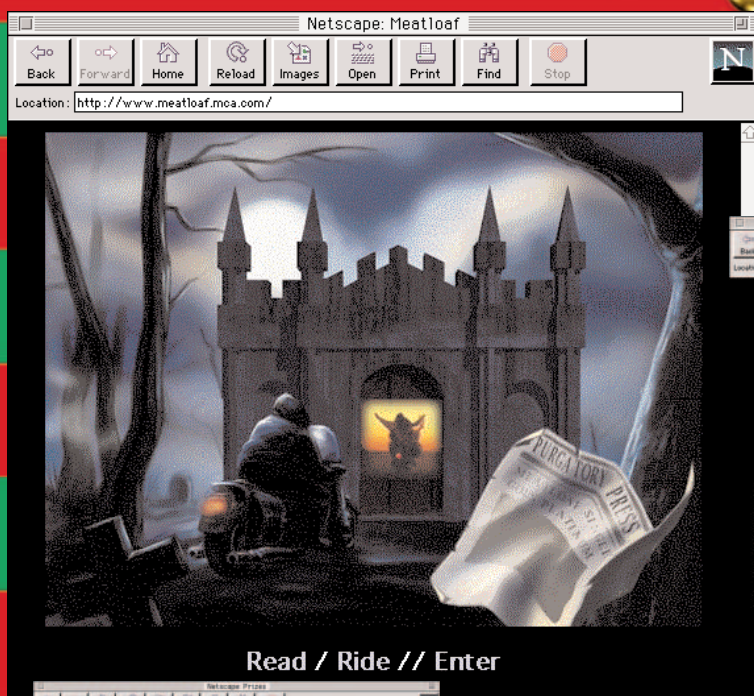 Netscape: Meatloaf
Back Forward Home Reload Images Open Print Find Stop
N
Location: http://www.meatloaf.mca.com/
Back
PURGATORY PRESS
Read / Ride // Enter
Netscape Prizes